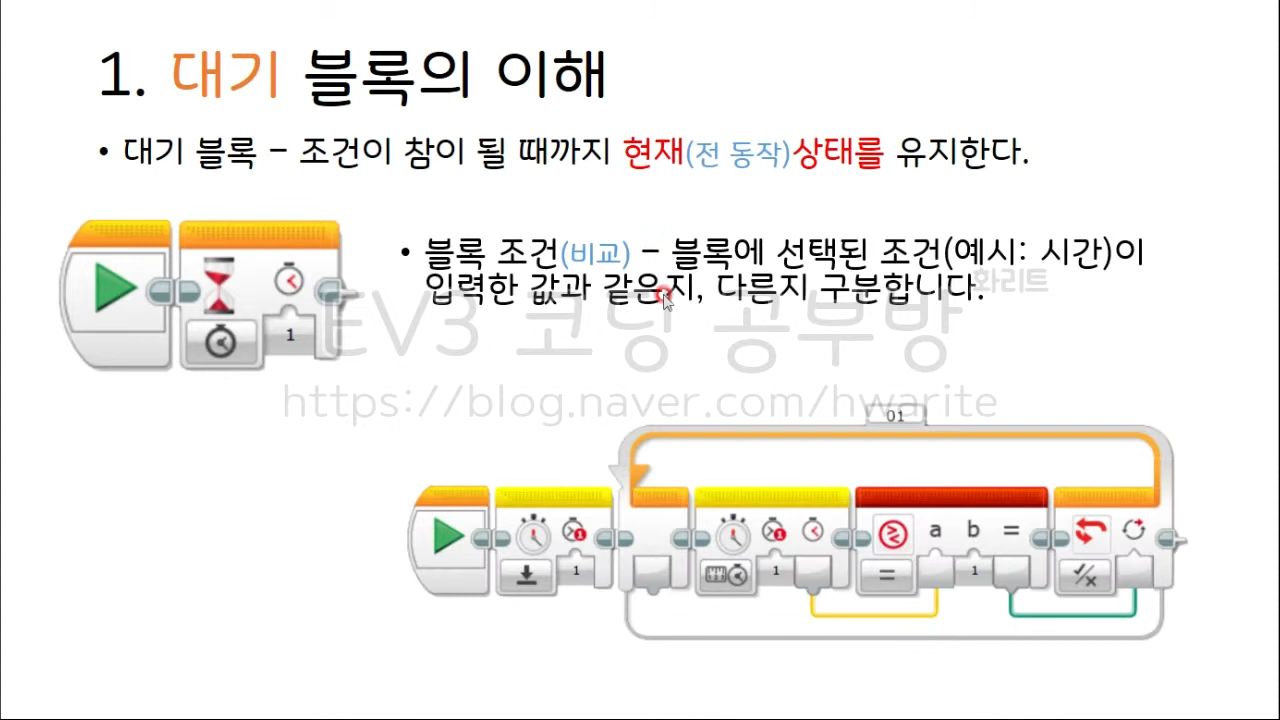 1. 대기 블록의 이해
• 대기 블록 – 조건이 참이 될 때까지 현재(전 동작)상태를 유지한다.
• 블록 조건(비교) – 블록에 선택된 조건(예시: 시간)이
입력한 값과 같은지, 다른지 구분합니다.
화리트
EV3 코딩 공부방
https://blog.naver.com/hwarite
1
01
a b =
1 1 = 1